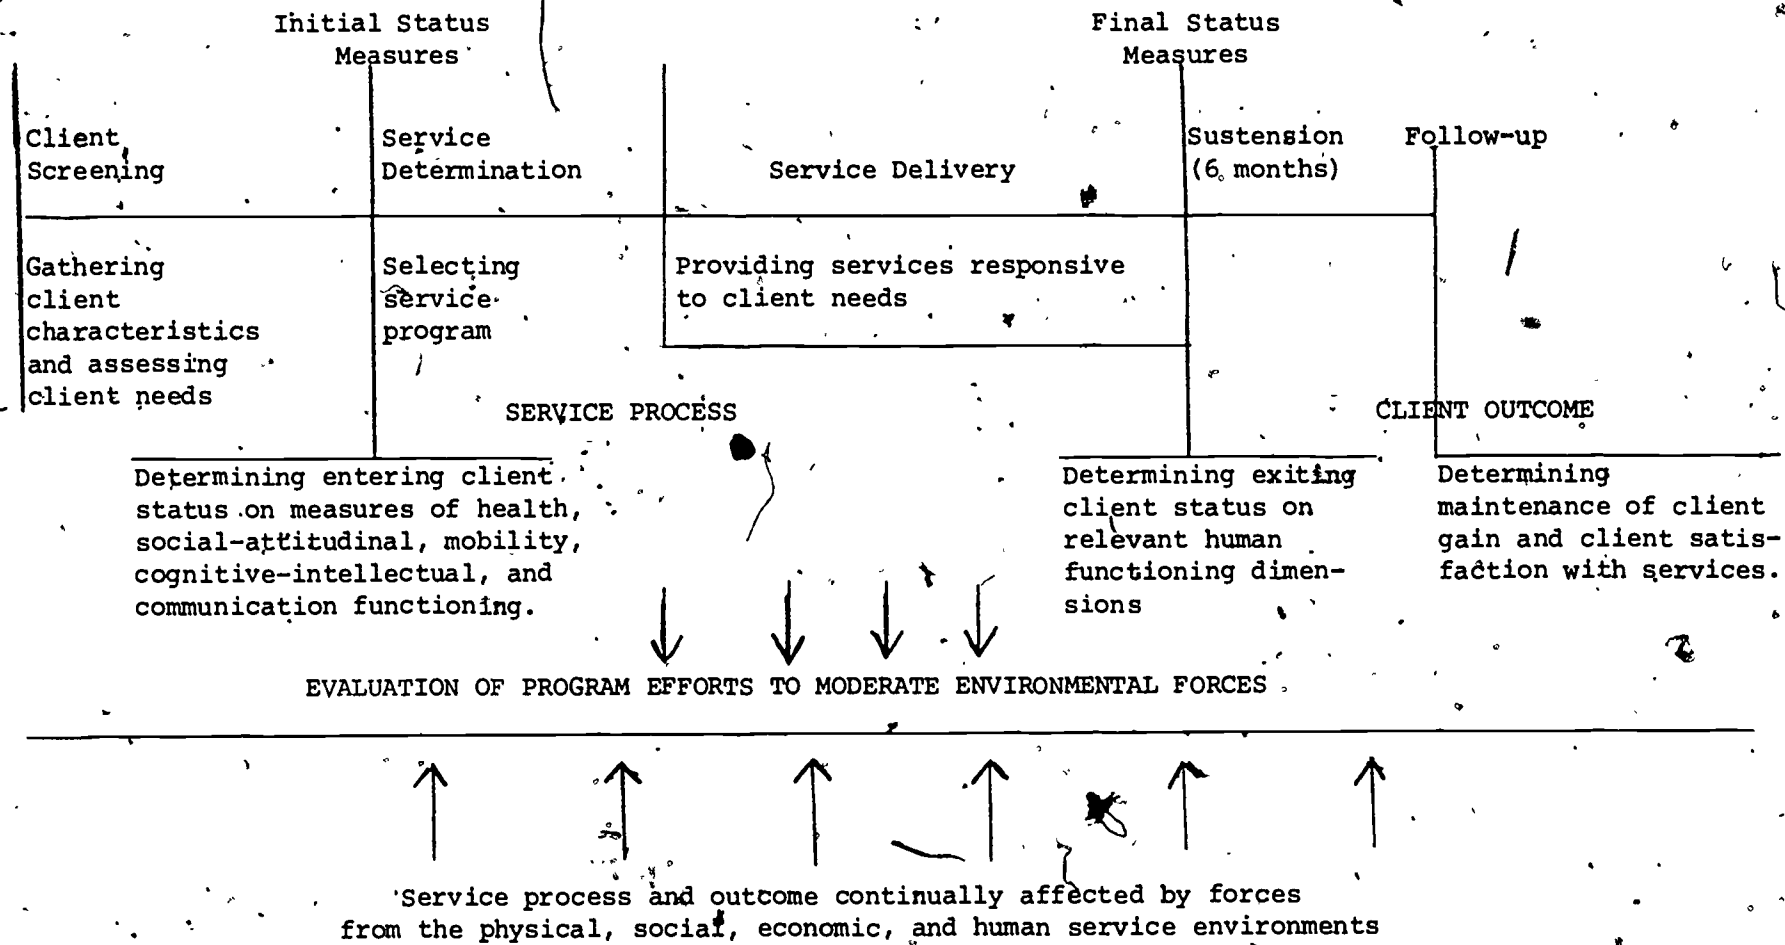 Initial Status
Measures
Final Status
Measures
Client
Screening
Service
Determination
Service Delivery
Sustension
(6 months)
Follow-up
Gathering
client
characteristics
and assessing
client needs
Selecting
service
program
Providing services responsive
to client needs
SERVICE PROCESS
CLIENT OUTCOME
Determining entering client
status on measures of health,
social-attitudinal, mobility,
cognitive-intellectual, and
communication functioning.
Determining exiting
client status on
relevant human
functioning dimen-
sions
Determining
maintenance of client
gain and client satis-
faction with services.
EVALUATION OF PROGRAM EFFORTS TO MODERATE ENVIRONMENTAL FORCES
Service process and outcome continually affected by forces
from the physical, social, economic, and human service environments